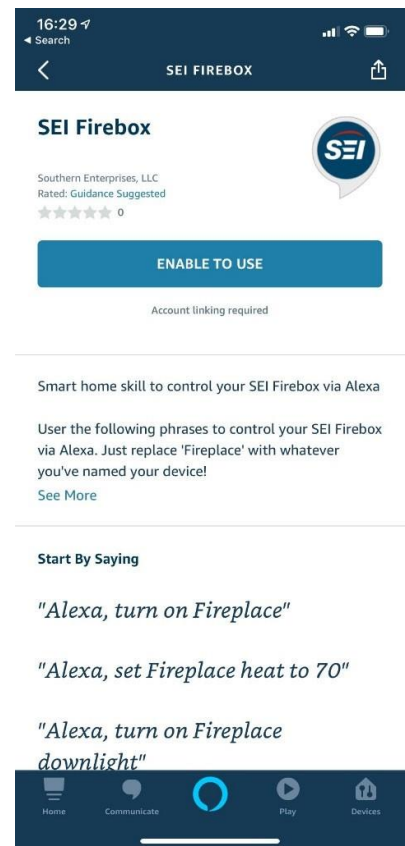 16:29
Search
SEI FIREBOX
SEI Firebox
SEI
Southern Enterprises, LLC
Rated: Guidance Suggested
0
ENABLE TO USE
Account linking required
Smart home skill to control your SEI Firebox via Alexa
User the following phrases to control your SEI Firebox
via Alexa. Just replace 'Fireplace' with whatever
you've named your device!
See More
Start By Saying
"Alexa, turn on Fireplace"
"Alexa, set Fireplace heat to 70"
"Alexa, turn on Fireplace
downlight"
Home Communicate Play Devices